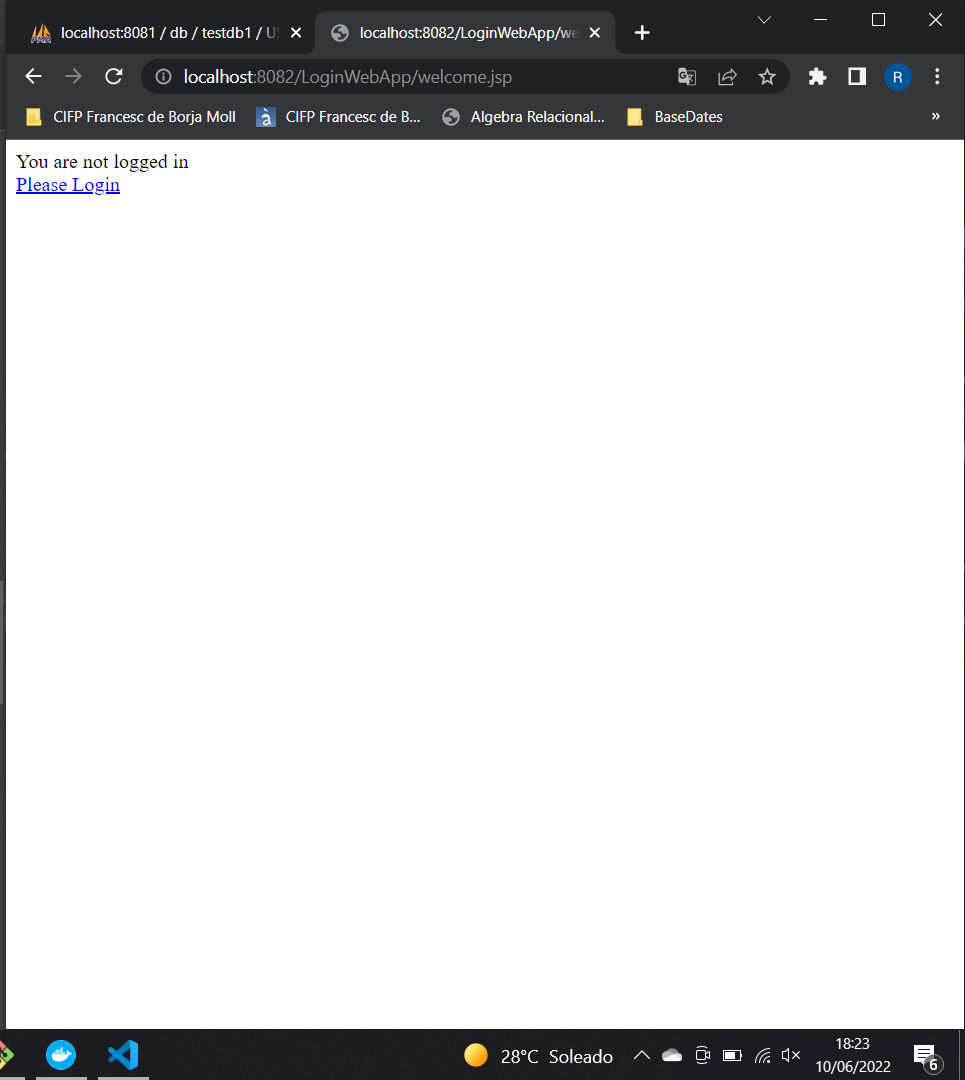 localhost:8081 / db / testdb1 / US
localhost:8082/LoginWebApp/we
localhost:8082/LoginWebApp/welcome.jsp
R
CIFP Francesc de Borja Moll
à
CIFP Francesc de B...
Algebra Relacional...
BaseDates
»
You are not logged in
Please Login
28°C Soleado
18:23
10/06/2022
6